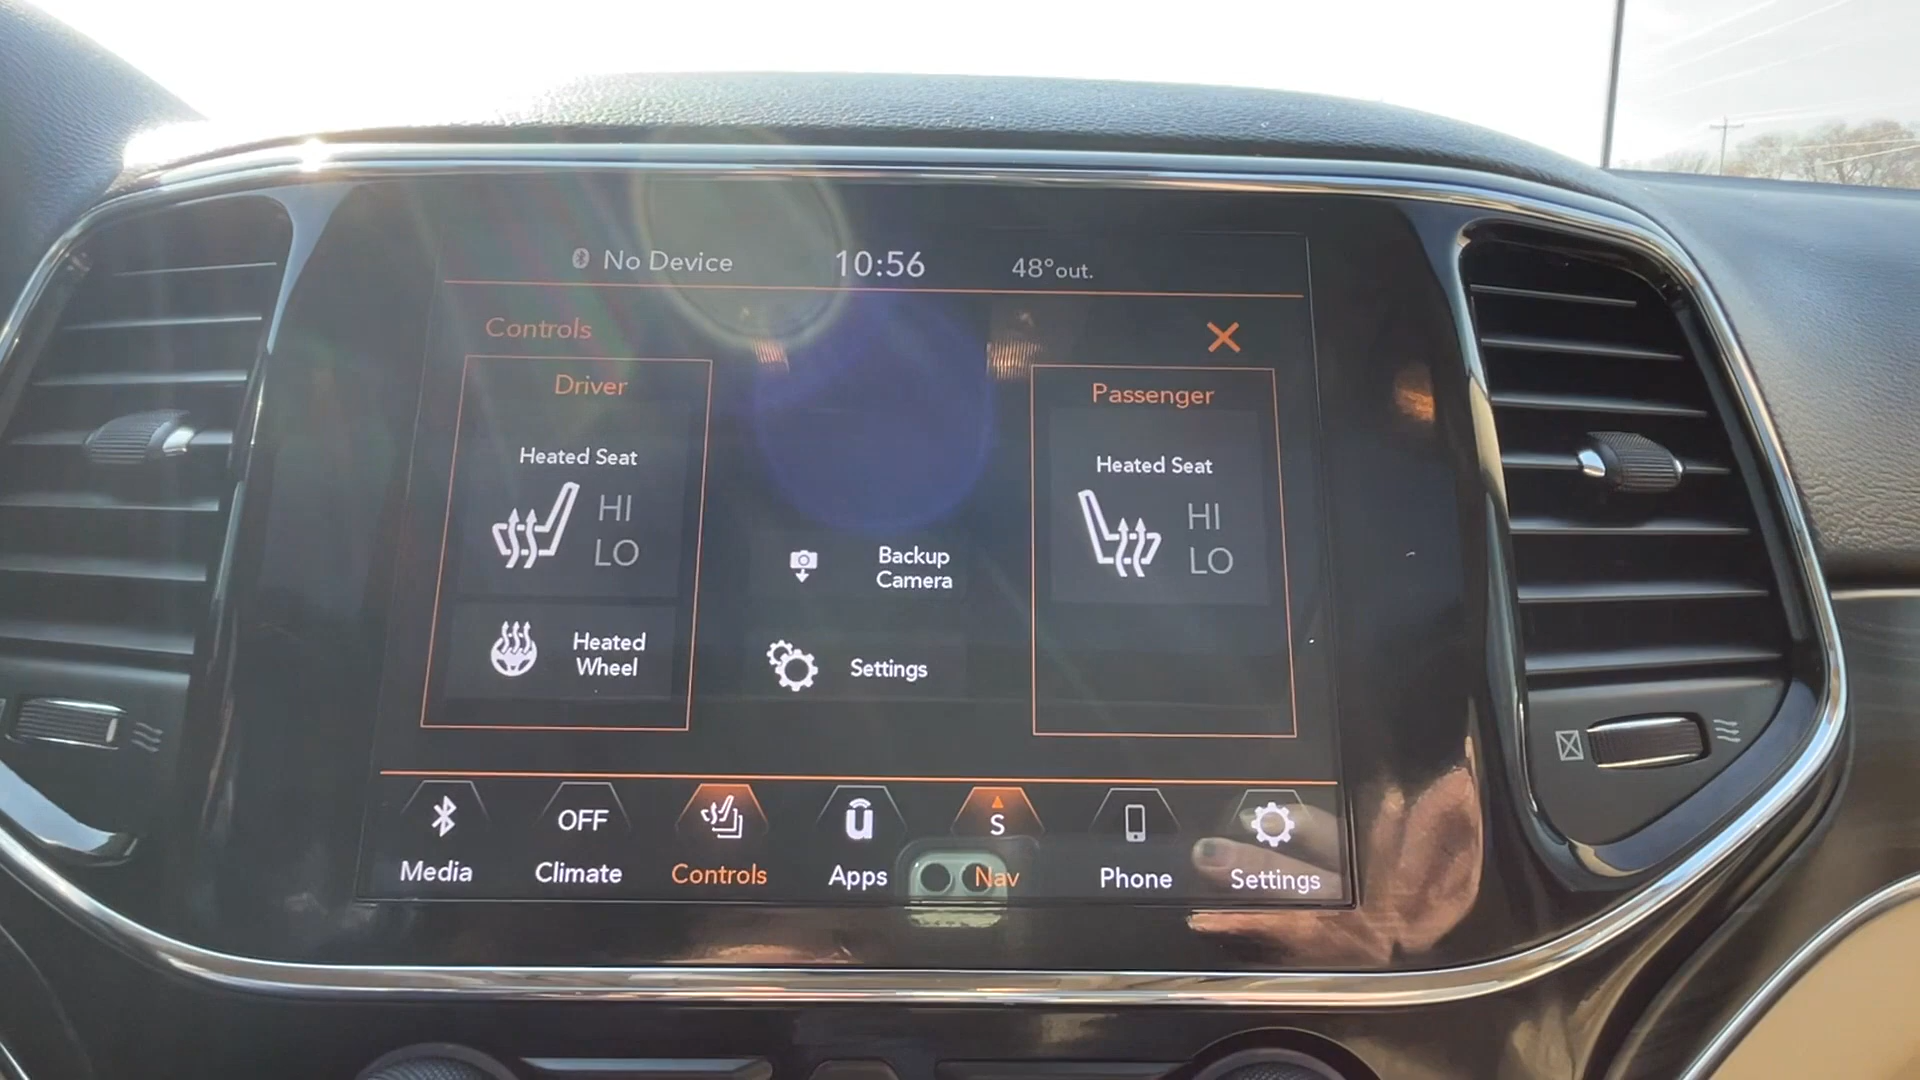 No Device
10:56
48°out.
Controls
Driver
Heated Seat
HI
LO
Heated
Wheel
Backup
Camera
Settings
Passenger
Heated Seat
HI
LO
Media
OFF
Climate
Controls
Apps
S
Nav
Phone
Settings